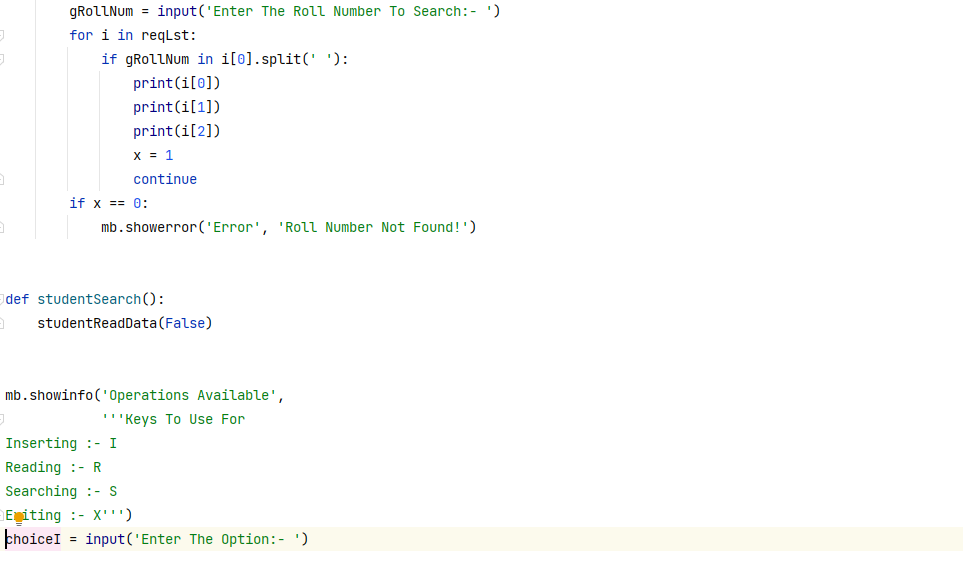 gRollNum = input('Enter The Roll Number To Search:- ')
for i in reqLst:
if gRollNum in i[0].split(' '):
print(i[0])
print(i[1])
print(i[2])
x = 1
continue
if x == 0:
mb.showerror('Error', 'Roll Number Not Found!')
def studentSearch():
studentReadData(False)
mb.showinfo('Operations Available',
'''Keys To Use For
Inserting :- I
Reading :- R
Searching :- S
Exiting :- X''')
choiceI = input('Enter The Option:- ')